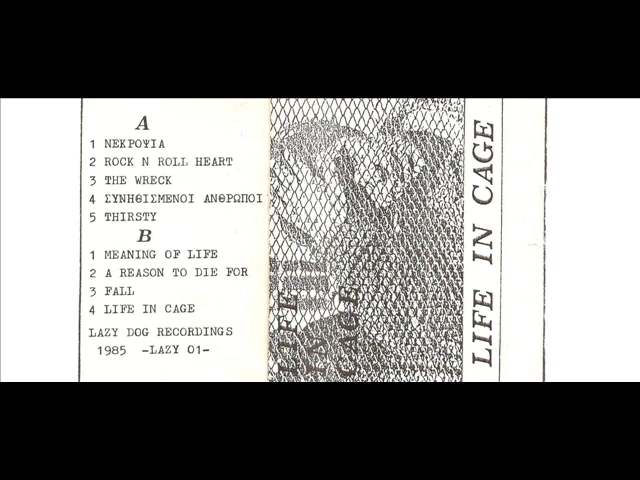 A
1 ΝΕΚΡΟΨΙΑ
2 ROCK N ROLL HEART
3 THE WRECK
4 ΣΥΝΗΘΙΣΜΕΝΟΙ ΑΝΘΡΩΠΟΙ
5 THIRSTY
B
1 MEANING OF LIFE
2 A REASON TO DIE FOR
3 FALL
4 LIFE IN CAGE
LAZY DOG RECORDINGS
1985 -LAZY 01-
LIFE
IN
CAGE
LIFE IN CAGE